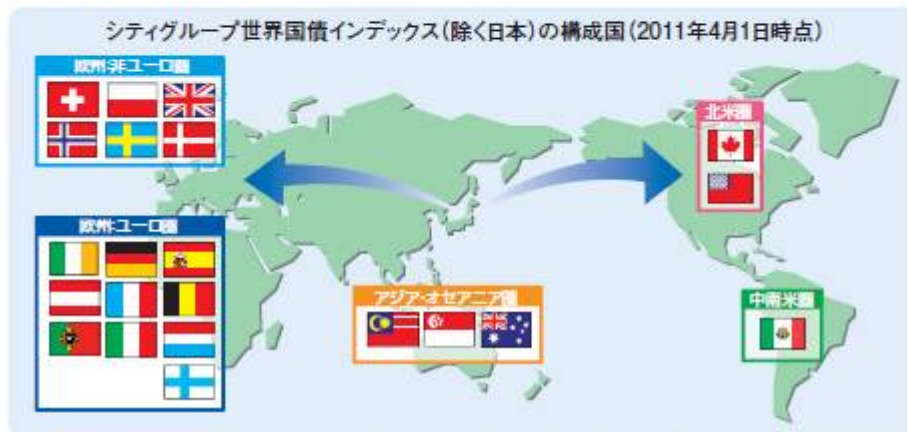 シティグループ世界国債インデックス(除く日本)の構成国(2011年4月1日時点)
欧州:非ユーロ圏
北米圏
欧州:ユーロ圏
アジア・オセアニア圏
中南米圏